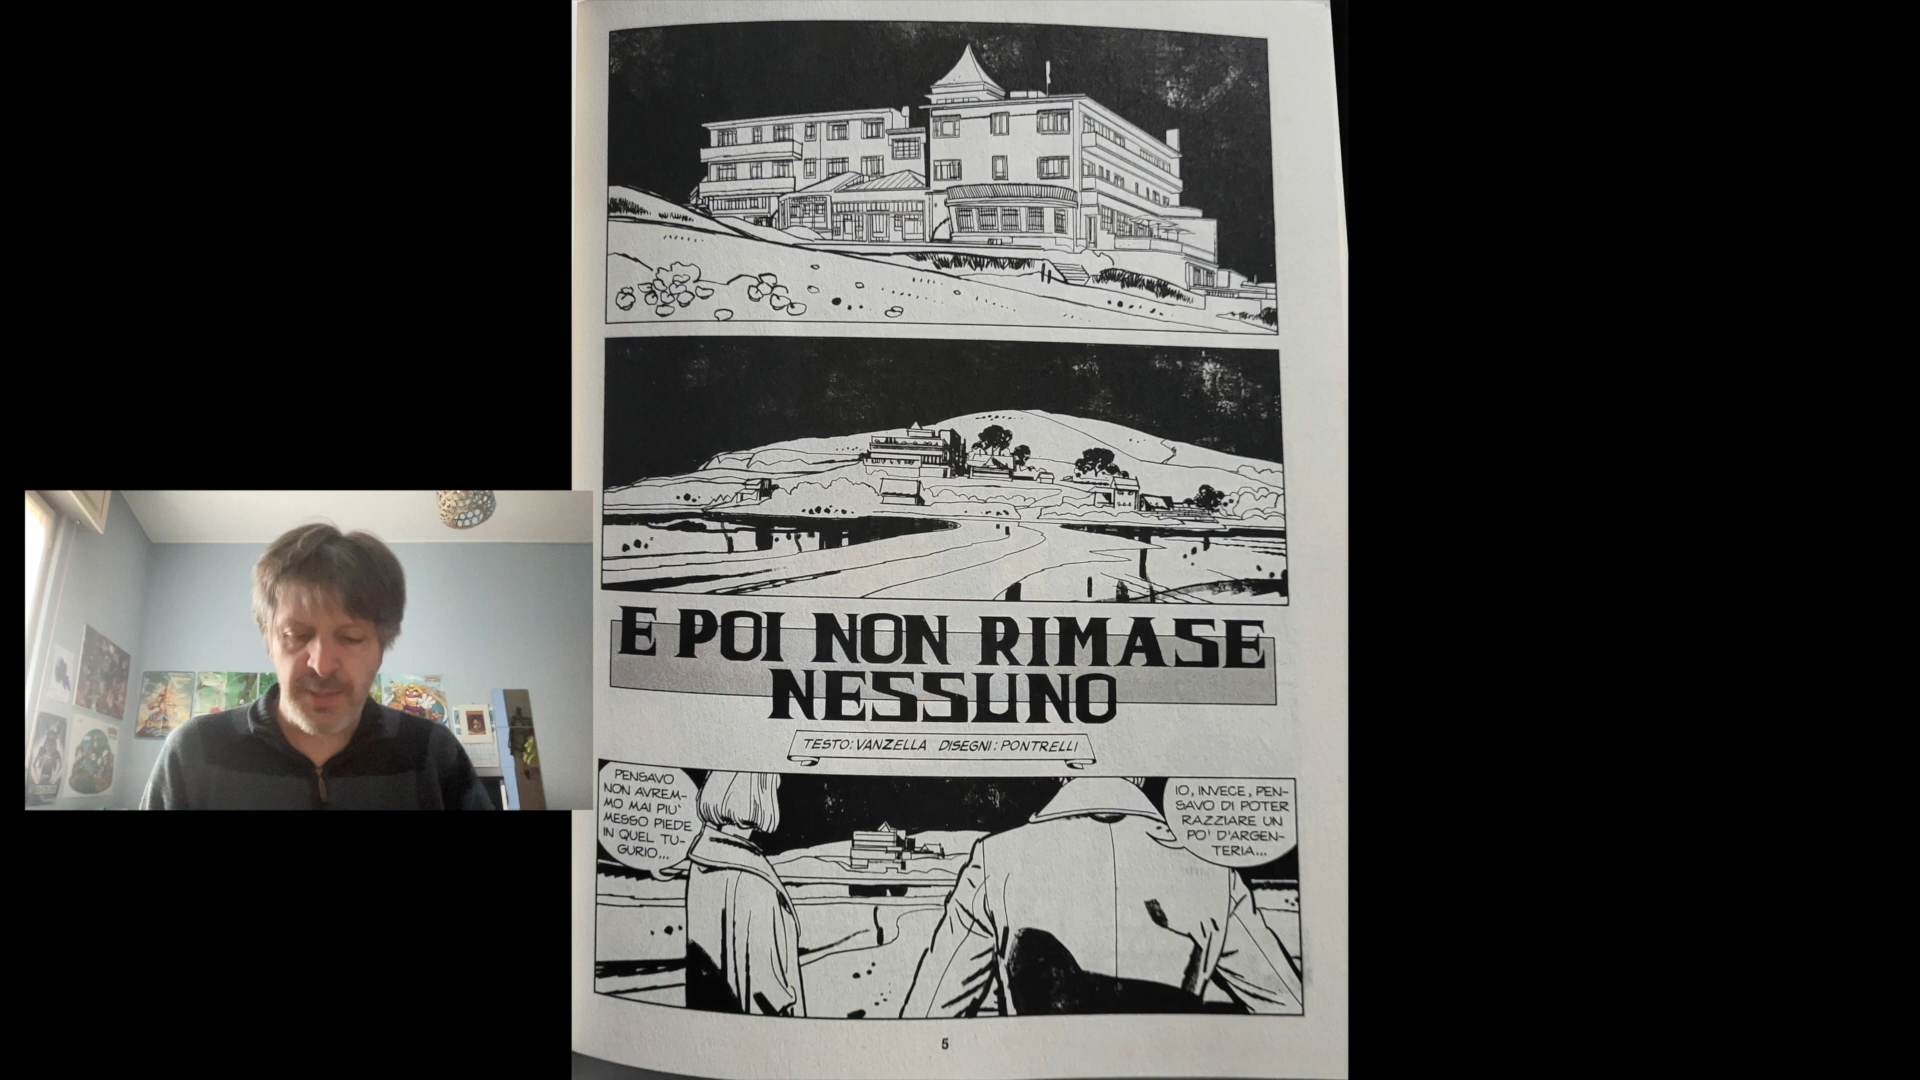 E POI NON RIMASE
NESSUNO
TESTO: VANZELLA DISEGNI: PONTRELLI
PENSAVO
NON AVREM-
MO MAI PIU'
MESSO PIEDE
IN QUEL TU-
GURIO...
IO, INVECE, PEN-
SAVO DI POTER
RAZZIARE UN
PO' D'ARGEN-
TERIA...
5